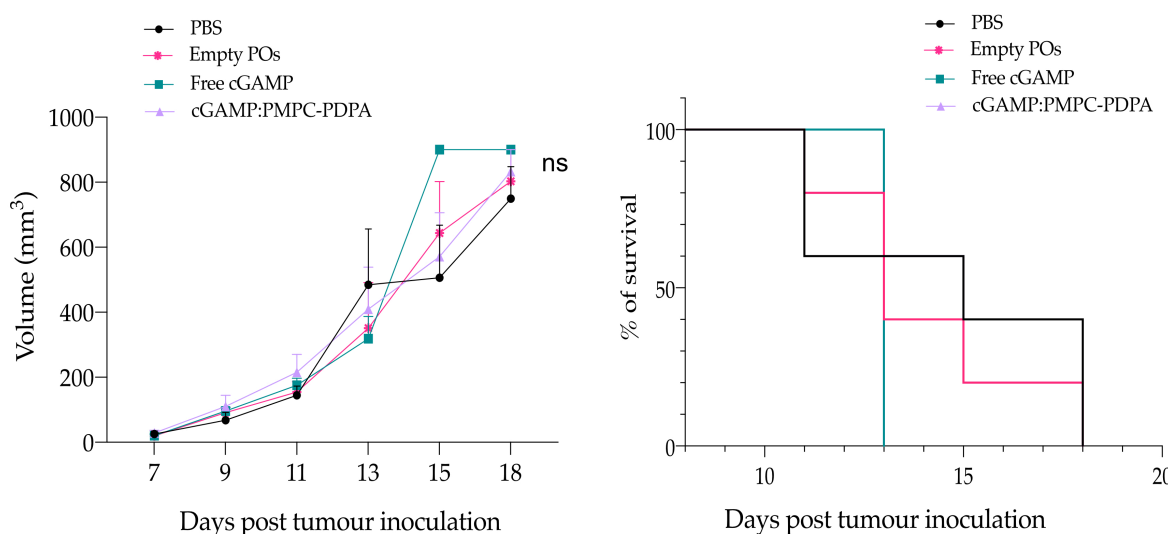 PBS
Empty POs
Free cGAMP
cGAMP:PMPC-PDPA
1000
800
600
400
200
0
Volume (mm³)
ns
7 9 11 13 15 18
Days post tumour inoculation
PBS
Empty POs
Free cGAMP
cGAMP:PMPC-PDPA
100
50
0
% of survival
10 15 20
Days post tumour inoculation